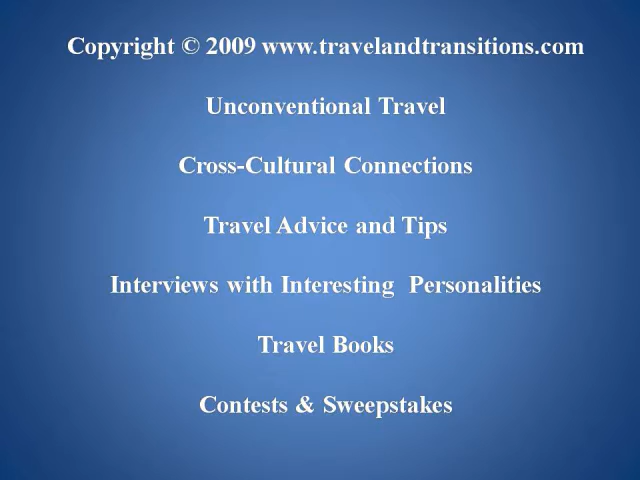 Copyright © 2009 www.travelandtransitions.com
Unconventional Travel
Cross-Cultural Connections
Travel Advice and Tips
Interviews with Interesting  Personalities
Travel Books
Contests & Sweepstakes